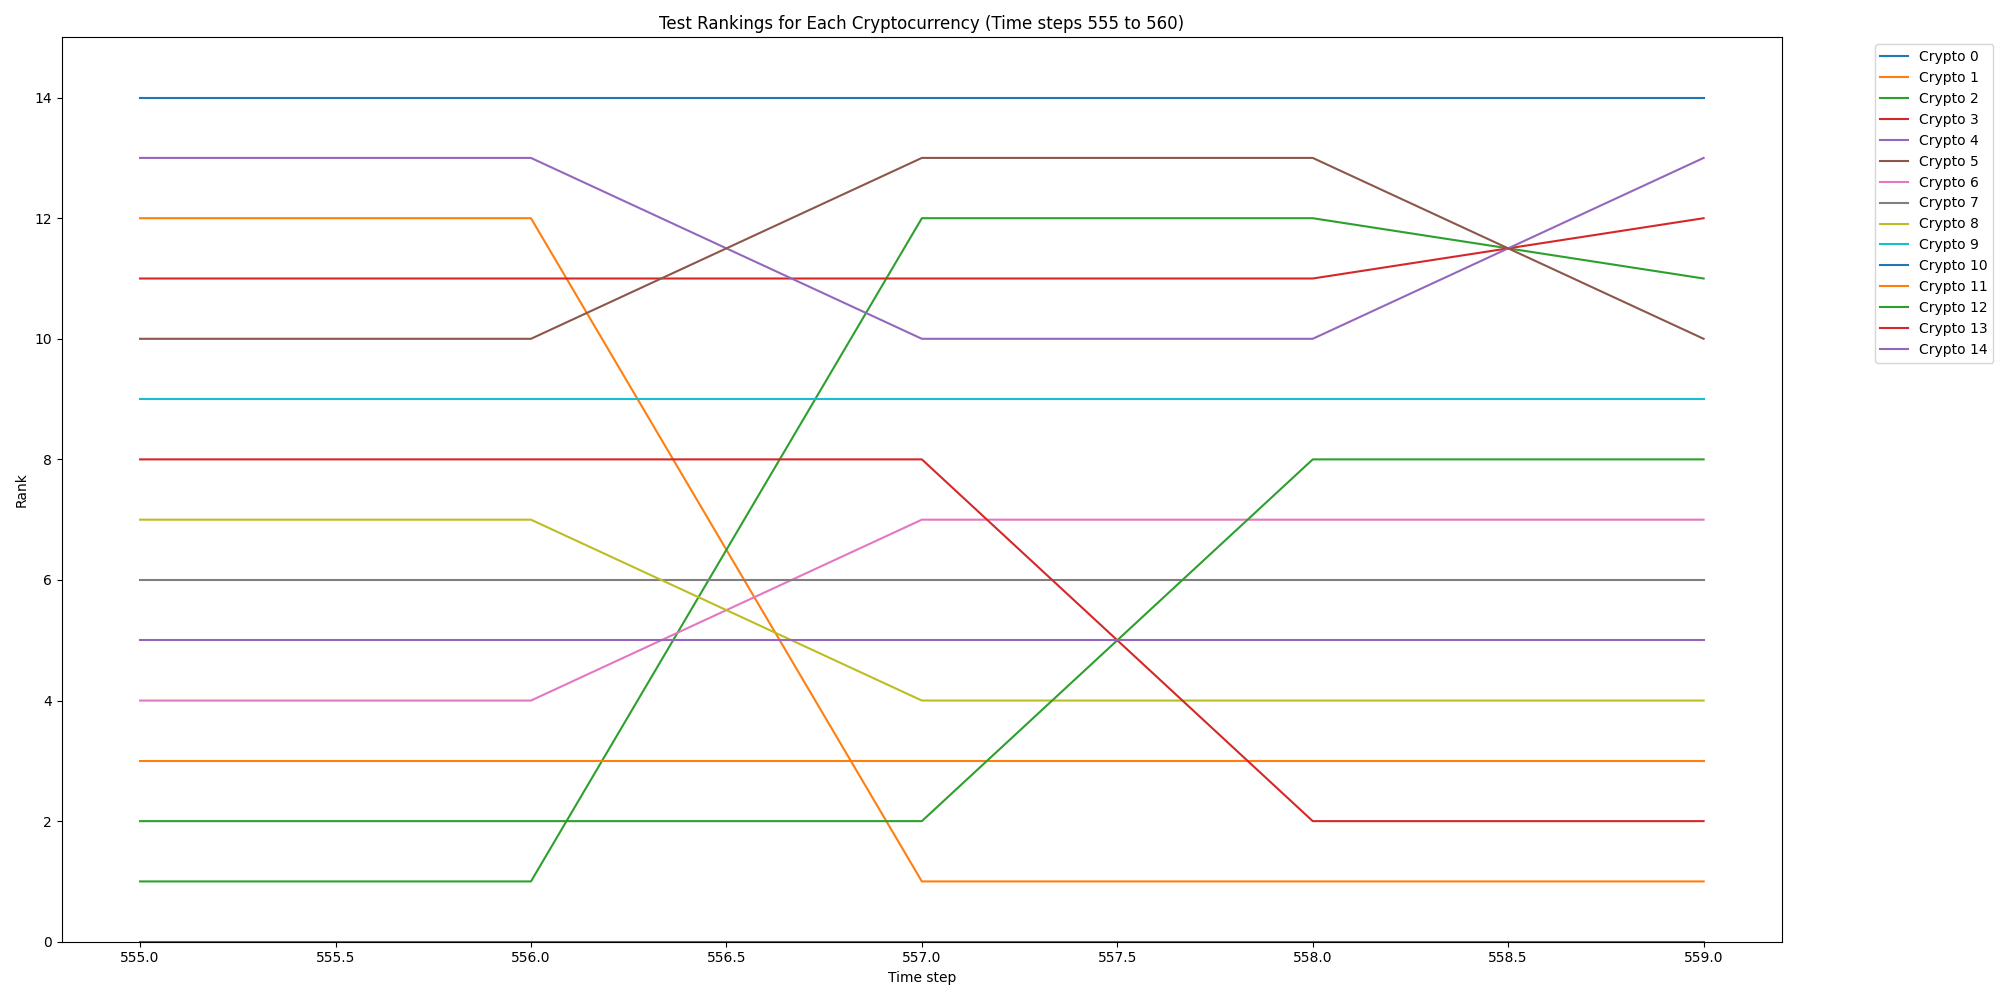 Test Rankings for Each Cryptocurrency (Time steps 555 to 560)
Crypto 0
Crypto 1
Crypto 2
Crypto 3
Crypto 4
Crypto 5
Crypto 6
Crypto 7
Crypto 8
Crypto 9
Crypto 10
Crypto 11
Crypto 12
Crypto 13
Crypto 14
14
12
10
8
6
4
2
0
Rank
555.0 555.5 556.0 556.5 557.0 557.5 558.0 558.5 559.0
Time step